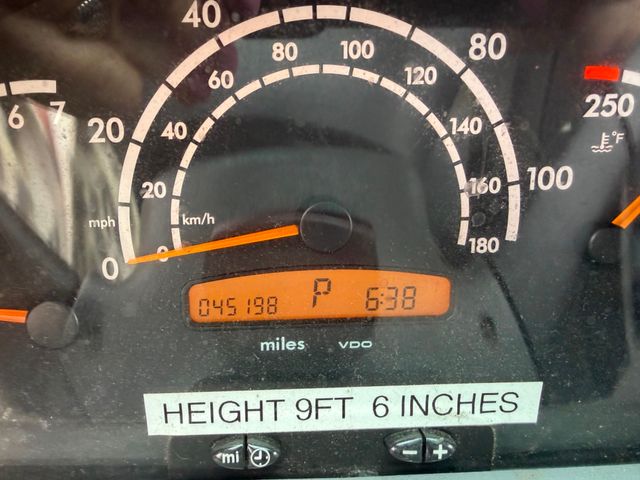 40
80
80 100
60 120
6 7
250
20 40 140
°F
20 160 100
mph km/h
0 0 180
045198 P 6:38
miles VDO
HEIGHT 9FT 6 INCHES
mi - +